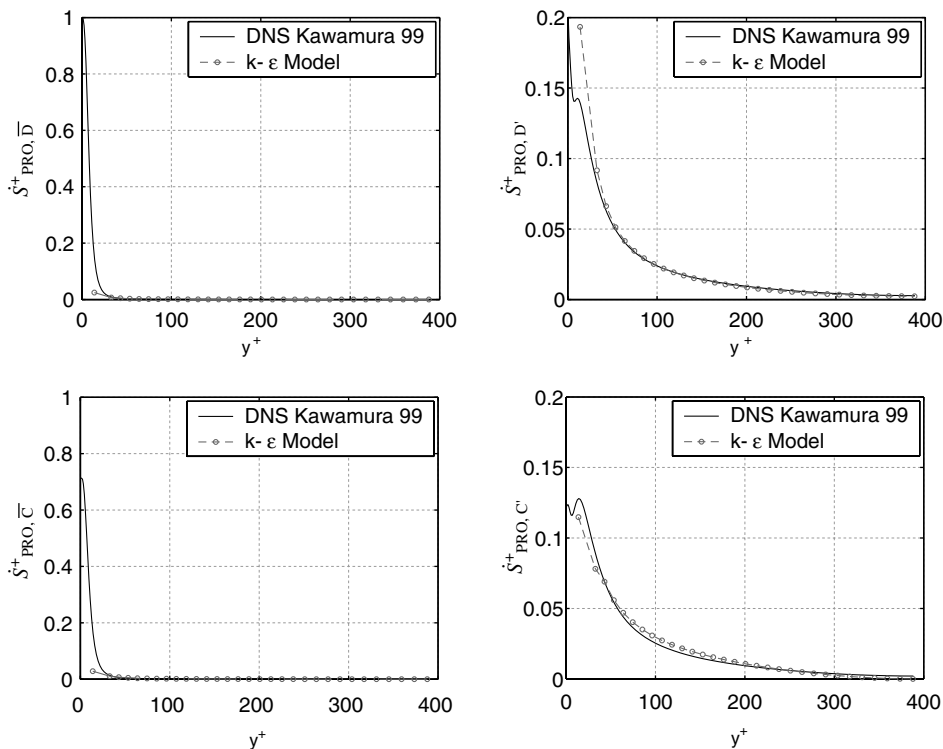 DNS Kawamura 99
k- ε Model
1
0.8
0.6
0.4
0.2
0
Ṡ⁺PRO, D̅
0 100 200 300 400
y⁺
DNS Kawamura 99
k- ε Model
0.2
0.15
0.1
0.05
0
Ṡ⁺PRO, D'
0 100 200 300 400
y⁺
DNS Kawamura 99
k- ε Model
1
0.8
0.6
0.4
0.2
0
Ṡ⁺PRO, C̅
0 100 200 300 400
y⁺
DNS Kawamura 99
k- ε Model
0.2
0.15
0.1
0.05
0
Ṡ⁺PRO, C'
0 100 200 300 400
y⁺